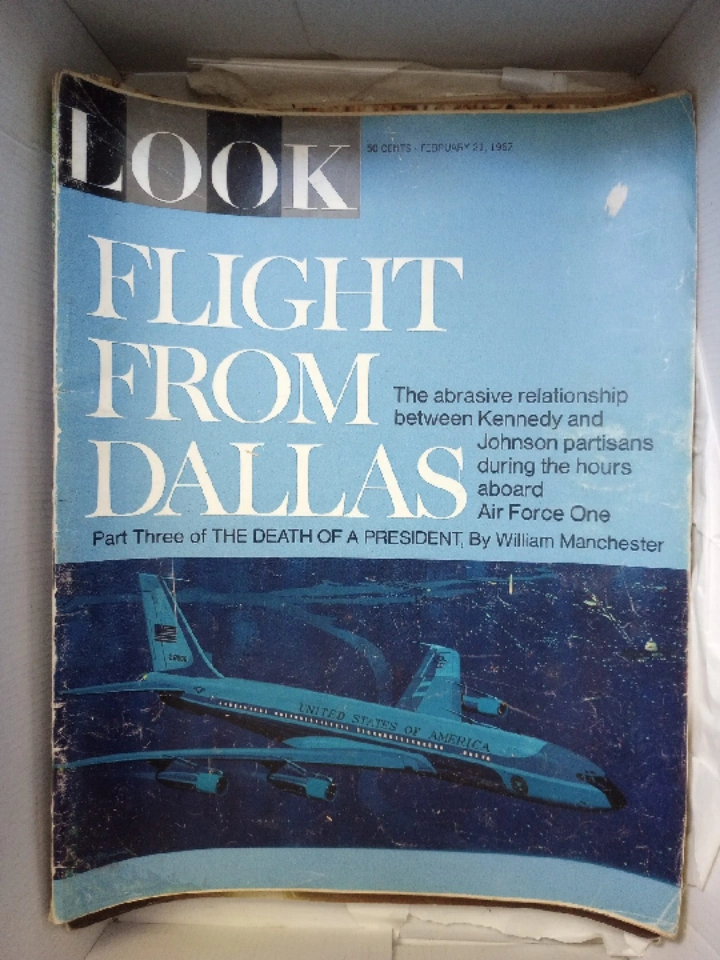 LOOK
50 CENTS · FEBRUARY 21, 1967
FLIGHT
FROM
DALLAS
The abrasive relationship
between Kennedy and
Johnson partisans
during the hours
aboard
Air Force One
Part Three of THE DEATH OF A PRESIDENT, By William Manchester
UNITED STATES OF AMERICA